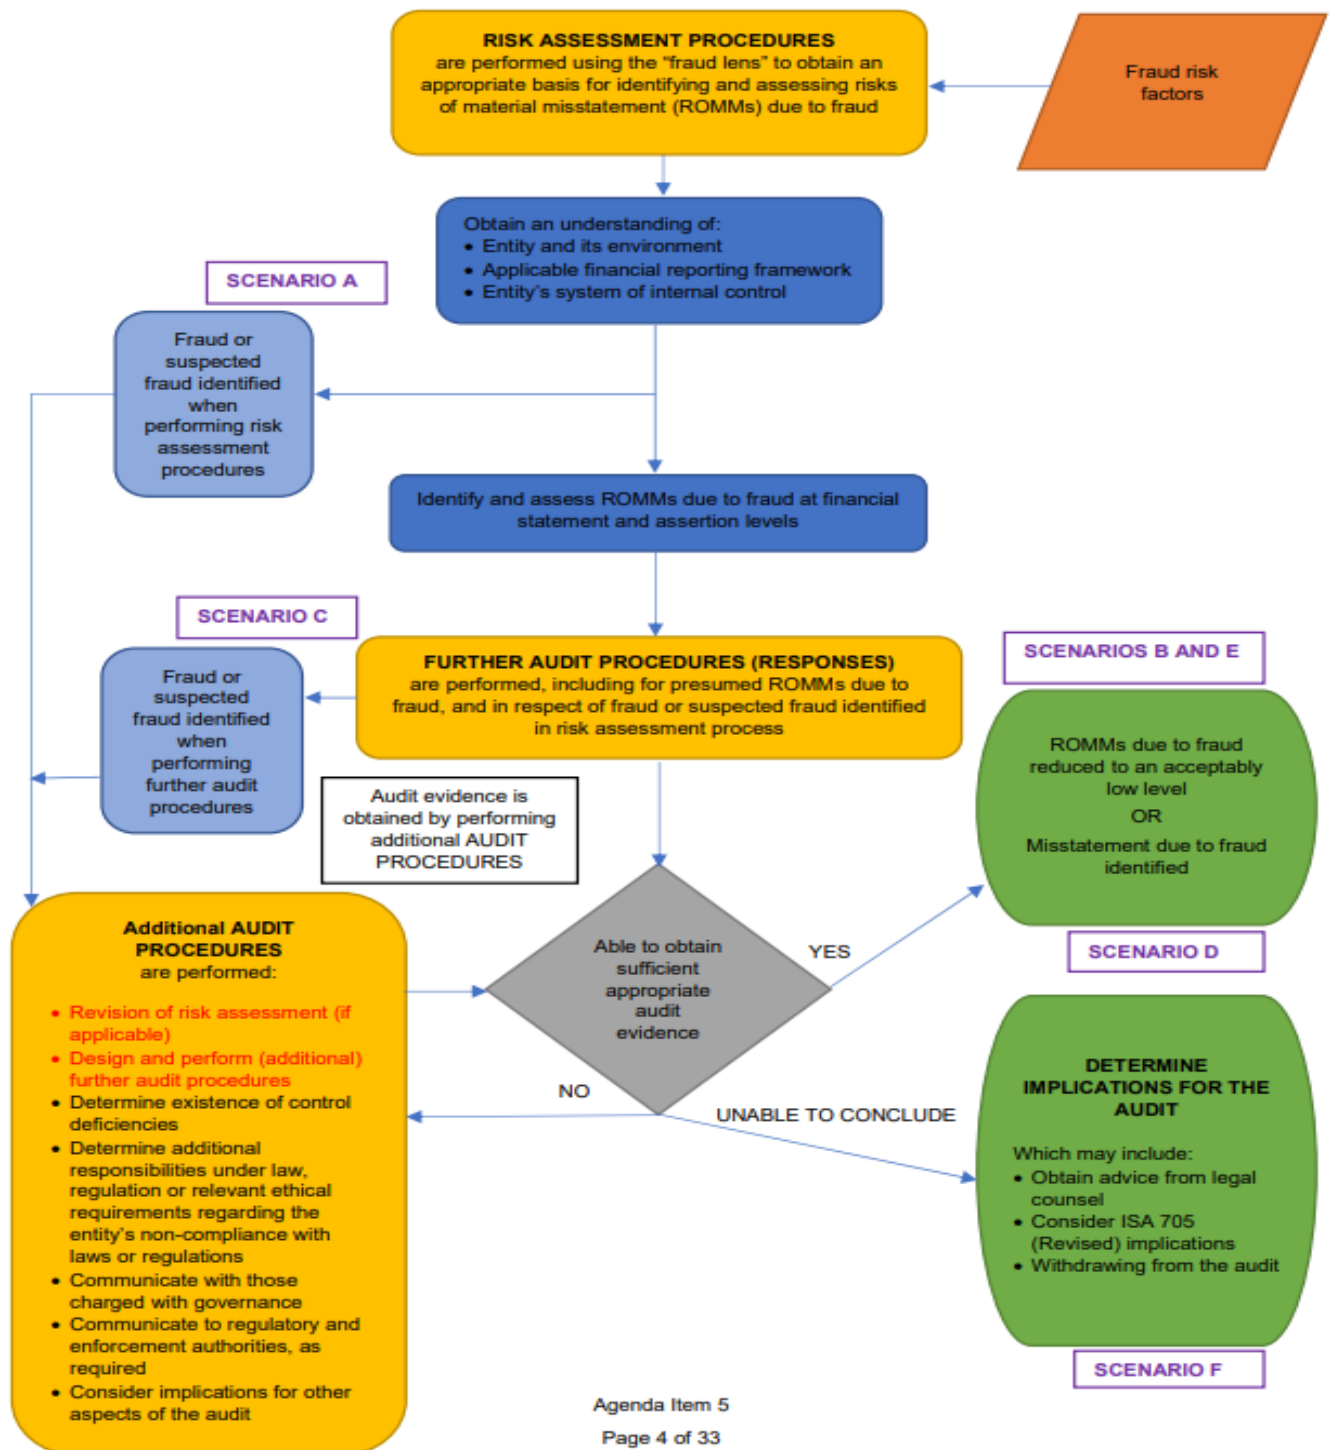 RISK ASSESSMENT PROCEDURES
are performed using the “fraud lens” to obtain an
appropriate basis for identifying and assessing risks
of material misstatement (ROMMs) due to fraud
Fraud risk
factors
Obtain an understanding of:
• Entity and its environment
• Applicable financial reporting framework
• Entity’s system of internal control
SCENARIO A
Fraud or
suspected
fraud identified
when
performing risk
assessment
procedures
Identify and assess ROMMs due to fraud at financial
statement and assertion levels
SCENARIO C
Fraud or
suspected
fraud identified
when
performing
further audit
procedures
FURTHER AUDIT PROCEDURES (RESPONSES)
are performed, including for presumed ROMMs due to
fraud, and in respect of fraud or suspected fraud identified
in risk assessment process
SCENARIOS B AND E
ROMMs due to fraud
reduced to an acceptably
low level
OR
Misstatement due to fraud
identified
SCENARIO D
Audit evidence is
obtained by performing
additional AUDIT
PROCEDURES
Able to obtain
sufficient
appropriate
audit
evidence
YES
NO
UNABLE TO CONCLUDE
Additional AUDIT
PROCEDURES
are performed:
• Revision of risk assessment (if
applicable)
• Design and perform (additional)
further audit procedures
• Determine existence of control
deficiencies
• Determine additional
responsibilities under law,
regulation or relevant ethical
requirements regarding the
entity’s non-compliance with
laws or regulations
• Communicate with those
charged with governance
• Communicate to regulatory and
enforcement authorities, as
required
• Consider implications for other
aspects of the audit
DETERMINE
IMPLICATIONS FOR THE
AUDIT
Which may include:
• Obtain advice from legal
counsel
• Consider ISA 705
(Revised) implications
• Withdrawing from the audit
SCENARIO F
Agenda Item 5
Page 4 of 33